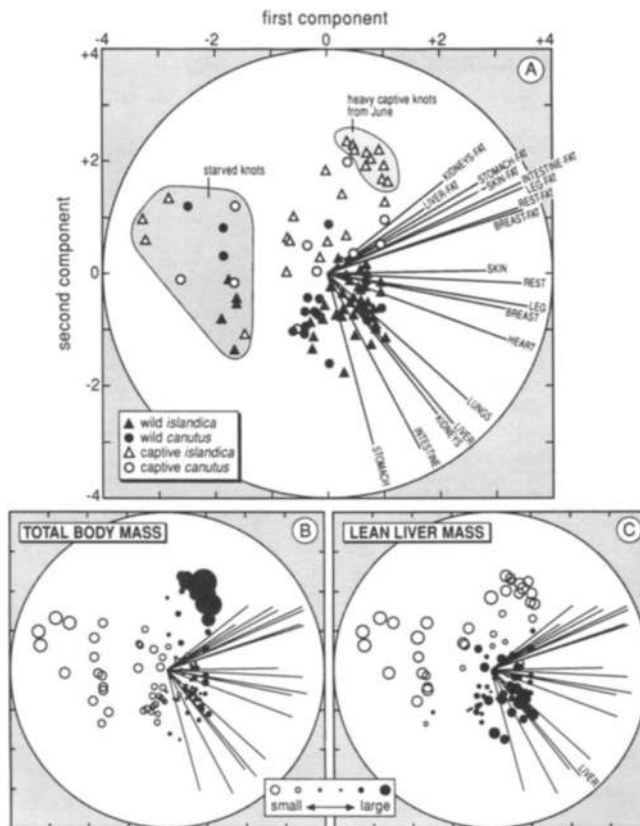 first component
-4 -2 0 +2 +4
+4
A
heavy captive knots
from June
starved knots
+2
KIDNEYS-FAT
STOMACH-FAT
LIVER-FAT
SKIN-FAT
INTESTINE-FAT
LEG-FAT
REST-FAT
BREAST-FAT
second component
0
SKIN
REST
LEG
BREAST
HEART
-2
LUNGS
LIVER
KIDNEYS
INTESTINE
STOMACH
wild islandica
wild canutus
captive islandica
captive canutus
-4
TOTAL BODY MASS
B
LEAN LIVER MASS
C
LIVER
small large